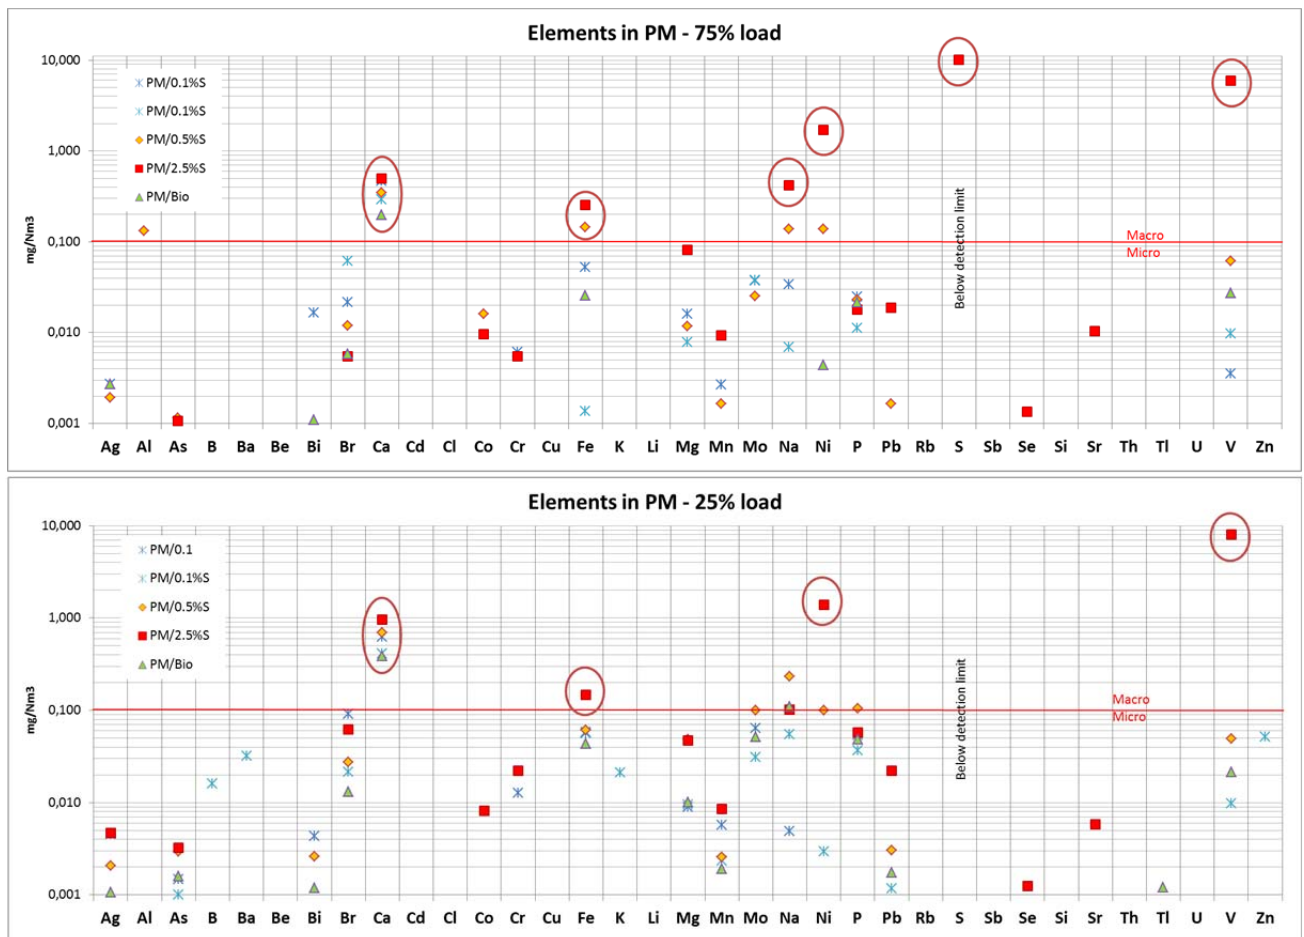 Elements in PM - 75% load
10,000
1,000
0,100
0,010
0,001
mg/Nm3
PM/0.1%S
PM/0.1%S
PM/0.5%S
PM/2.5%S
PM/Bio
Below detection limit
Macro
Micro
Ag Al As B Ba Be Bi Br Ca Cd Cl Co Cr Cu Fe K Li Mg Mn Mo Na Ni P Pb Rb S Sb Se Si Sr Th Tl U V Zn
Elements in PM - 25% load
10,000
1,000
0,100
0,010
0,001
mg/Nm3
PM/0.1
PM/0.1%S
PM/0.5%S
PM/2.5%S
PM/Bio
Below detection limit
Macro
Micro
Ag Al As B Ba Be Bi Br Ca Cd Cl Co Cr Cu Fe K Li Mg Mn Mo Na Ni P Pb Rb S Sb Se Si Sr Th Tl U V Zn